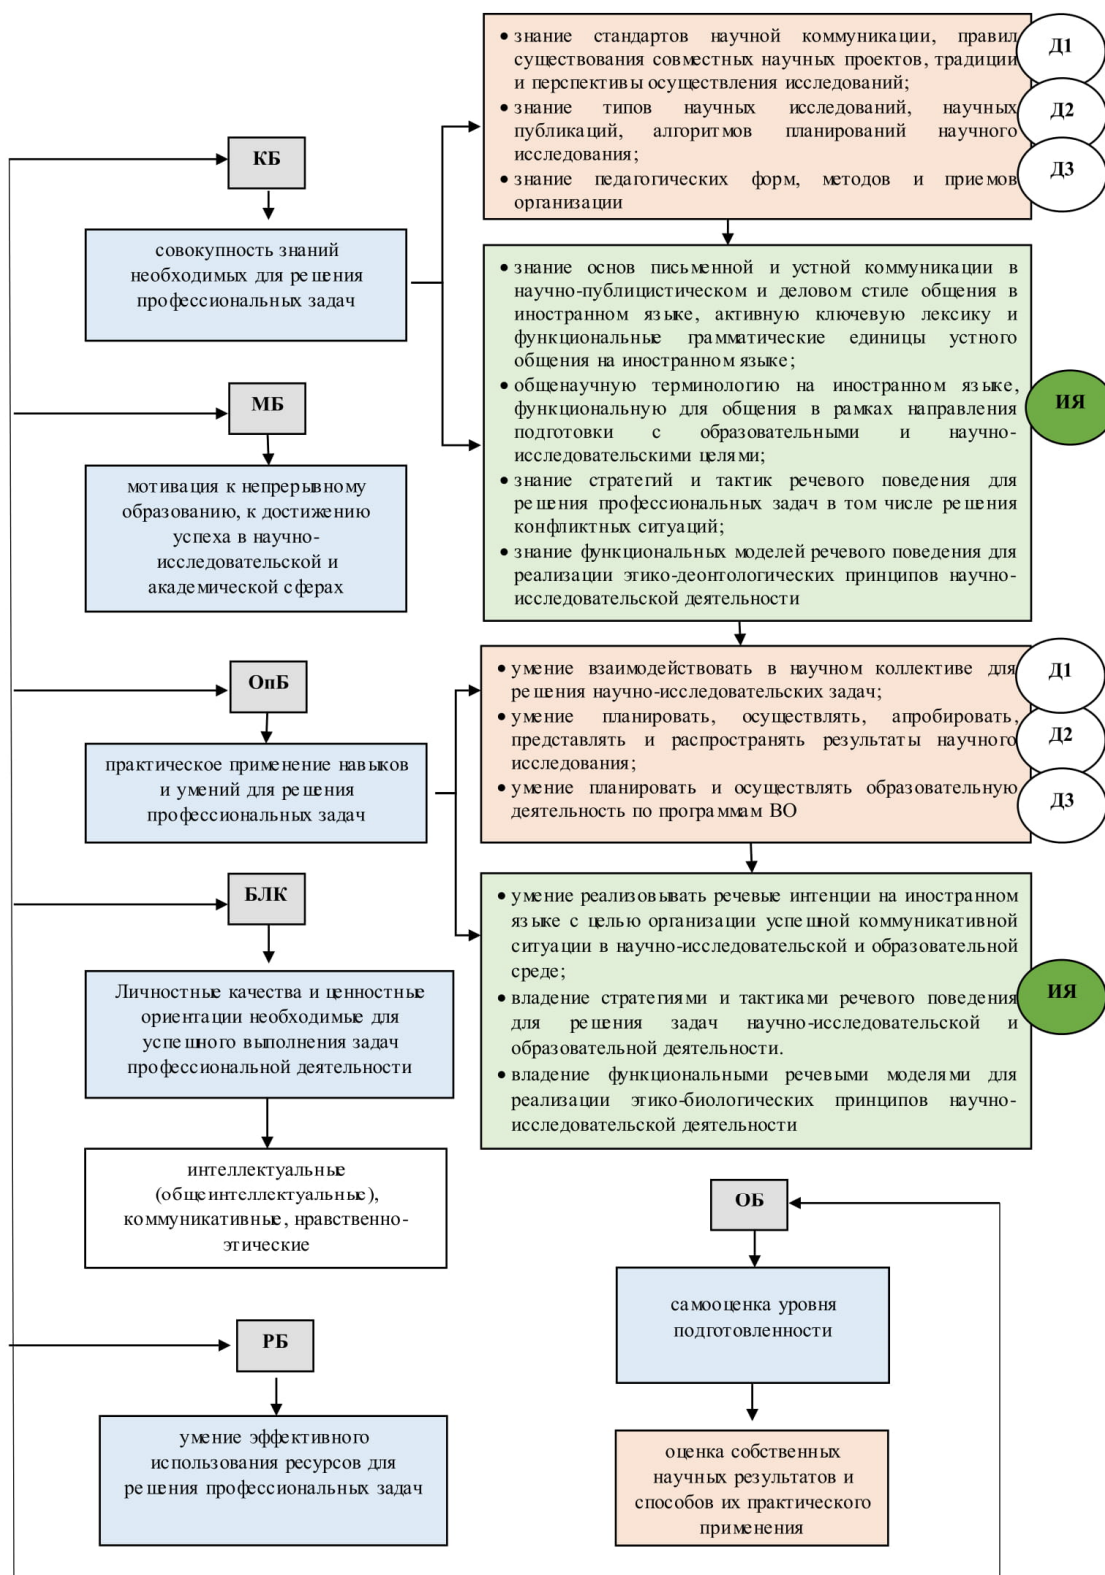 • знание стандартов научной коммуникации, правил
существования совместных научных проектов, традиции
и перспективы осуществления исследований;
• знание типов научных исследований, научных
публикаций, алгоритмов планирований научного
исследования;
• знание педагогических форм, методов и приемов
организации
Д1
Д2
Д3
КБ
совокупность знаний
необходимых для решения
профессиональных задач
• знание основ письменной и устной коммуникации в
научно-публицистическом и деловом стиле общения в
иностранном языке, активную ключевую лексику и
функциональные грамматические единицы устного
общения на иностранном языке;
• общенаучную терминологию на иностранном языке,
функциональную для общения в рамках направления
подготовки с образовательными и научно-
исследовательскими целями;
• знание стратегий и тактик речевого поведения для
решения профессиональных задач в том числе решения
конфликтных ситуаций;
• знание функциональных моделей речевого поведения для
реализации этико-деонтологических принципов научно-
исследовательской деятельности
ИЯ
МБ
мотивация к непрерывному
образованию, к достижению
успеха в научно-
исследовательской и
академической сферах
ОпБ
практическое применение навыков
и умений для решения
профессиональных задач
• умение взаимодействовать в научном коллективе для
решения научно-исследовательских задач;
• умение планировать, осуществлять, апробировать,
представлять и распространять результаты научного
исследования;
• умение планировать и осуществлять образовательную
деятельность по программам ВО
Д1
Д2
Д3
БЛК
Личностные качества и ценностные
ориентации необходимые для
успешного выполнения задач
профессиональной деятельности
• умение реализовывать речевые интенции на иностранном
языке с целью организации успешной коммуникативной
ситуации в научно-исследовательской и образовательной
среде;
• владение стратегиями и тактиками речевого поведения
для решения задач научно-исследовательской и
образовательной деятельности.
• владение функциональными речевыми моделями для
реализации этико-биологических принципов научно-
исследовательской деятельности
ИЯ
интеллектуальные
(общеинтеллектуальные),
коммуникативные, нравственно-
этические
ОБ
самооценка уровня
подготовленности
РБ
умение эффективного
использования ресурсов для
решения профессиональных задач
оценка собственных
научных результатов и
способов их практического
применения